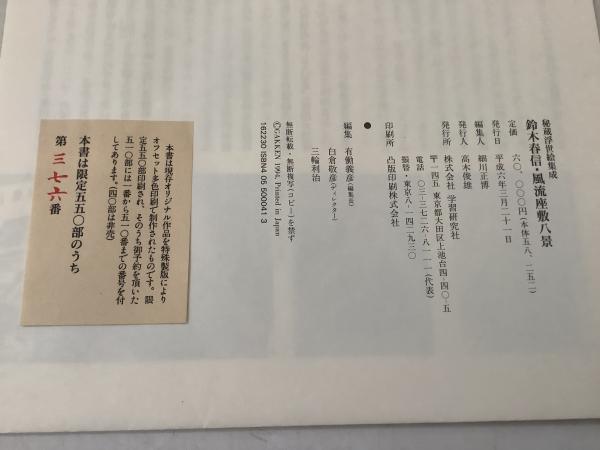 秘蔵浮世絵集成
鈴木春信・風流座敷八景
定価 六〇、〇〇〇円(本体五八、二五二)
発行日 平成六年三月二十一日
編集人 細川正博
発行人 高木俊雄
発行所 株式会社 学習研究社
〒一四五 東京都大田区上池台四-四〇-五
電話 〇三-三七二六-八一一一(代表)
振替・東京八-一四二九三〇
印刷所 凸版印刷株式会社
●
編集 有働義彦(編集長)
白倉敬彦(ディレクター)
三輪利治
無断転載・無断複写(コピー)を禁ず
©GAKKEN 1994, Printed in Japan
162230 ISBN4 05 500041 3
本書は現存オリジナル作品を特殊製版により
オフセット多色印刷で制作されたものです。限
定五五〇部印刷され、そのうち御予約を頂いた
五一〇部には一番から五一〇番までの番号を付
してあります。(四〇部は非売)
本書は限定五五〇部のうち
第 三七六番